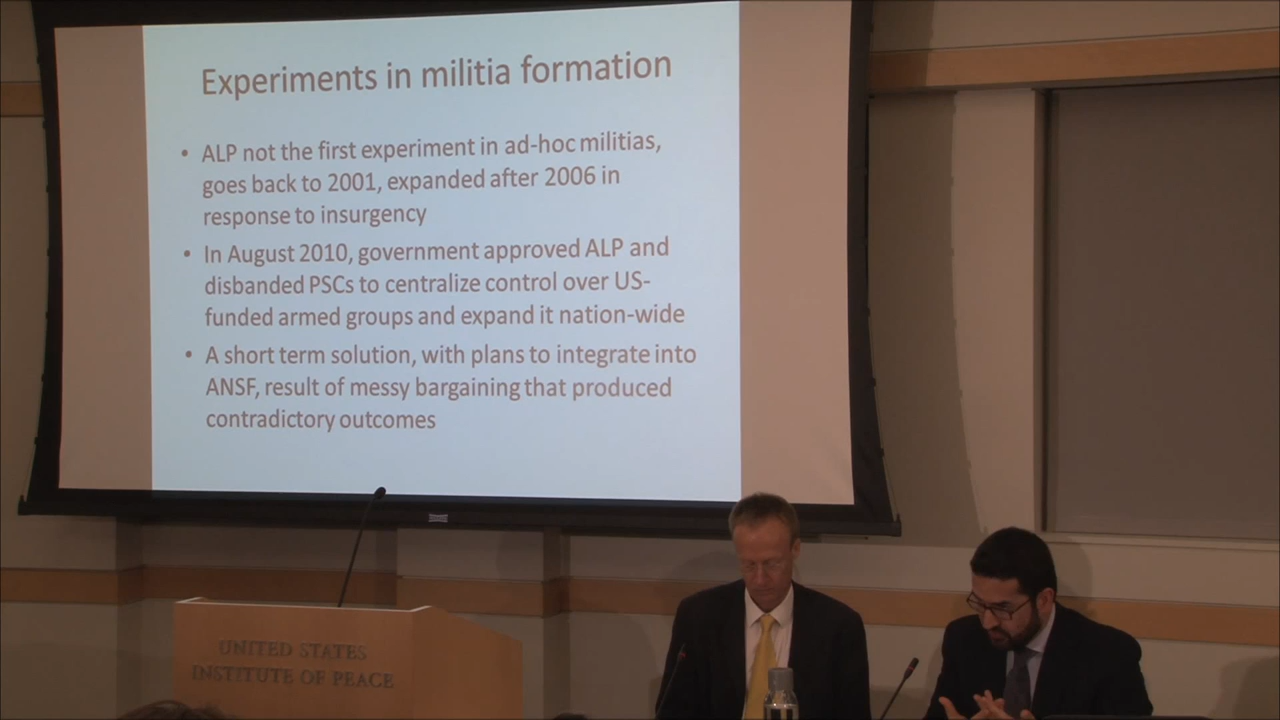 Experiments in militia formation
• ALP not the first experiment in ad-hoc militias,
goes back to 2001, expanded after 2006 in
response to insurgency
• In August 2010, government approved ALP and
disbanded PSCs to centralize control over US-
funded armed groups and expand it nation-wide
• A short term solution, with plans to integrate into
ANSF, result of messy bargaining that produced
contradictory outcomes
UNITED STATES
INSTITUTE OF PEACE